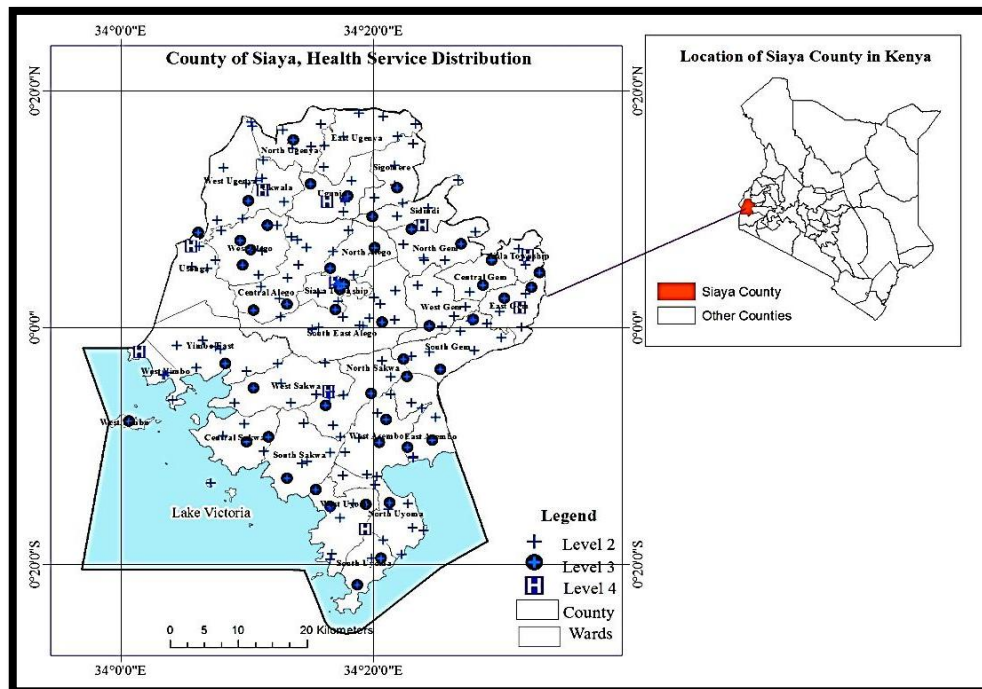 34°0'0"E
34°20'0"E
County of Siaya, Health Service Distribution
Location of Siaya County in Kenya
0°20'0"N
0°20'0"N
East Ugenya
North Ugenya
Sigomere
West Ugenya
Ukwala
Ugunja
Sidindi
West Alego
North Alego
North Gem
Yala Township
Usonga
Central Gem
Siaya Township
Central Alego
West Gem
East Gem
0°0'0"
0°0'0"
South East Alego
South Gem
Yimbo East
North Sakwa
West Yimbo
West Sakwa
West Yimbo
Central Sakwa
West Asembo
East Asembo
South Sakwa
West Uyoma
North Uyoma
Lake Victoria
South Uyoma
0°20'0"S
0°20'0"S
Legend
Level 2
Level 3
H Level 4
County
Wards
0 5 10 20 Kilometers
34°0'0"E
34°20'0"E
Siaya County
Other Counties